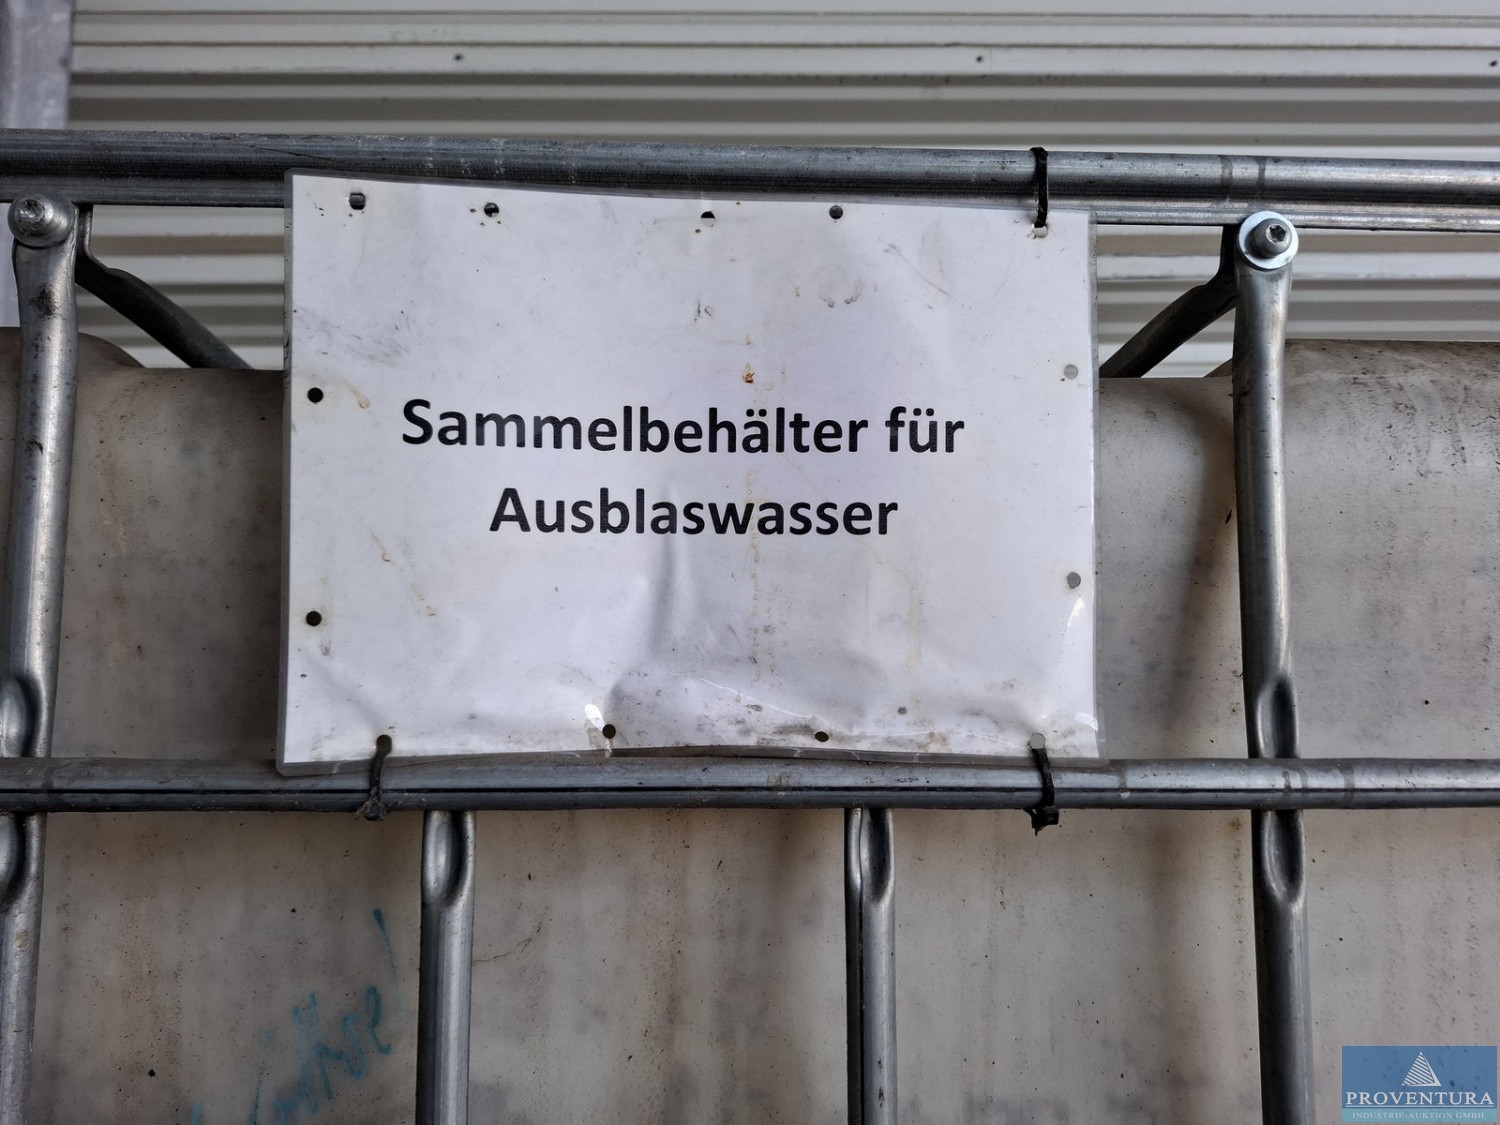 Sammelbehälter für
Ausblaswasser
PROVENTURA
INDUSTRIE-AUKTION GMBH